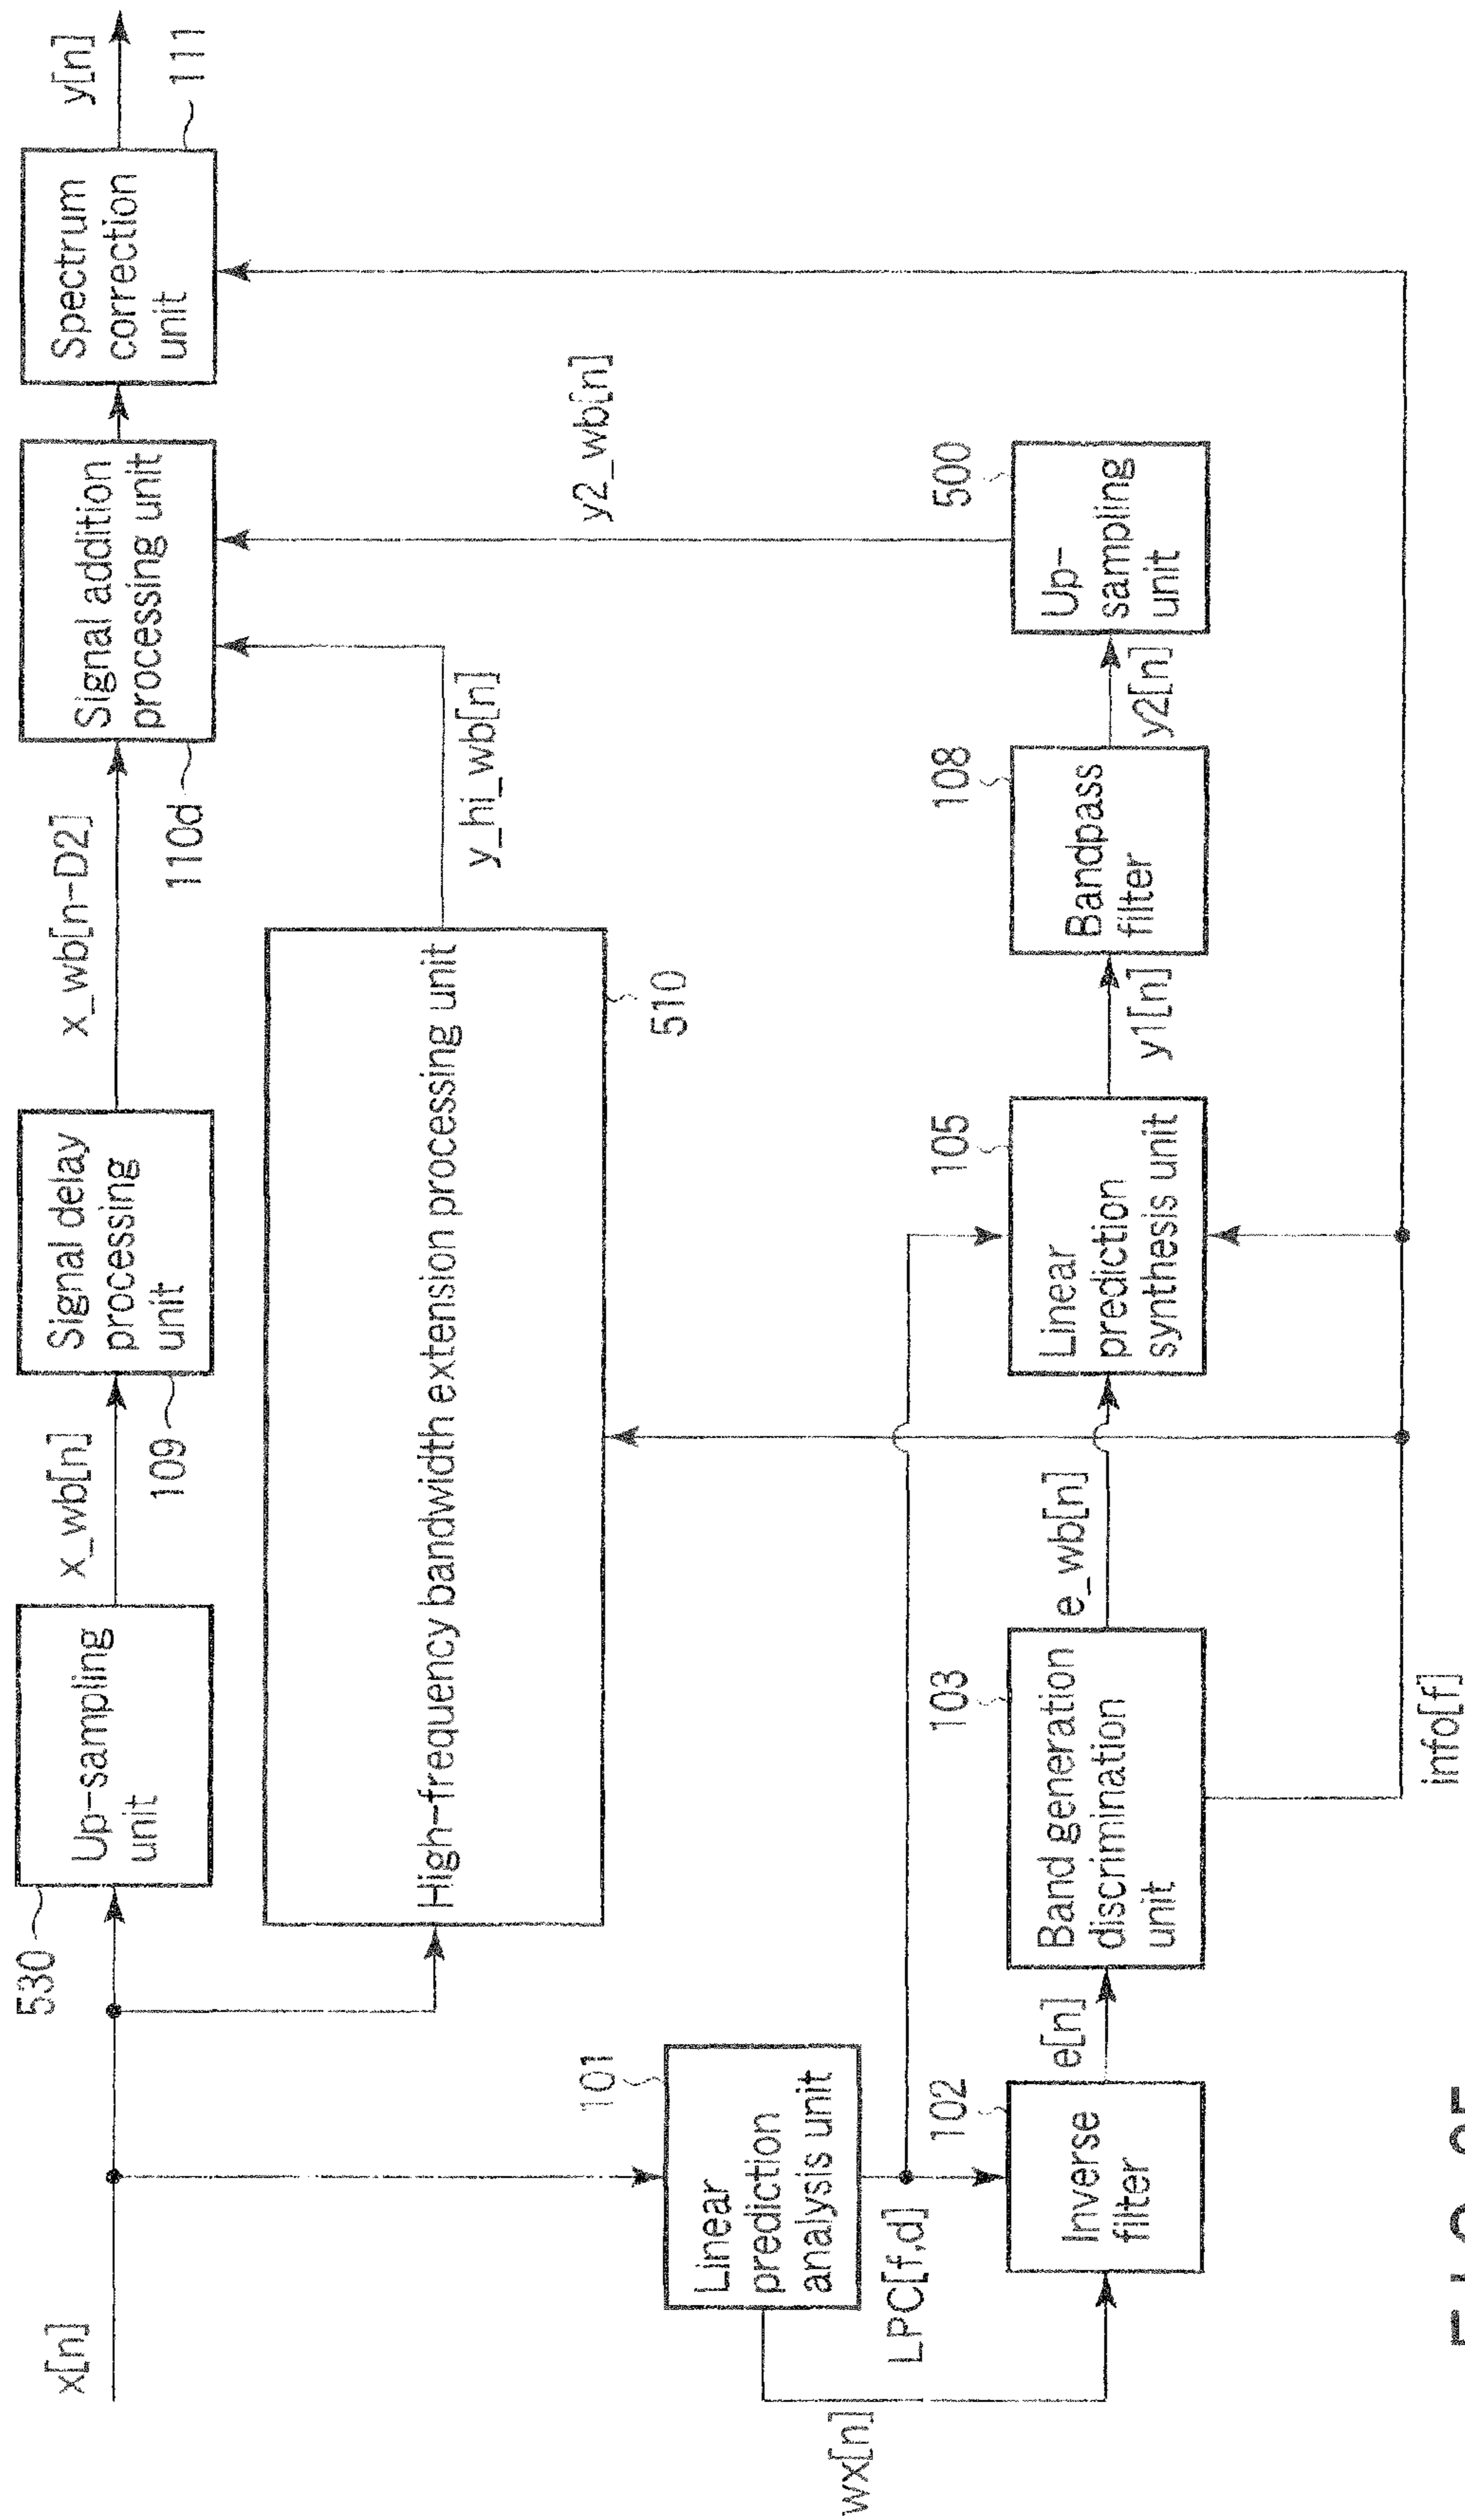 x[n]
530
Up-sampling
unit
x_wb[n]
109
Signal delay
processing
unit
x_wb[n-D2]
110d
Signal addition
processing unit
Spectrum
correction
unit
111
y[n]
High-frequency bandwidth extension processing unit
510
y_hi_wb[n]
y2_wb[n]
101
Linear
prediction
analysis unit
wx[n]
LPC[f,d]
102
Inverse
filter
e[n]
103
Band generation
discrimination
unit
e_wb[n]
105
Linear
prediction
synthesis unit
y1[n]
108
Bandpass
filter
y2[n]
500
Up-
sampling
unit
info[f]